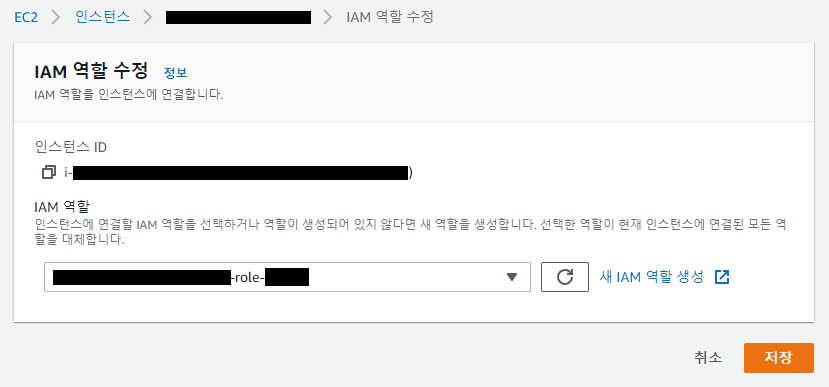 EC2 > 인스턴스 > > IAM 역할 수정
IAM 역할 수정 정보
IAM 역할을 인스턴스에 연결합니다.
인스턴스 ID
i- )
IAM 역할
인스턴스에 연결할 IAM 역할을 선택하거나 역할이 생성되어 있지 않다면 새 역할을 생성합니다. 선택한 역할이 현재 인스턴스에 연결된 모든 역
할을 대체합니다.
-role- 새 IAM 역할 생성
취소 저장